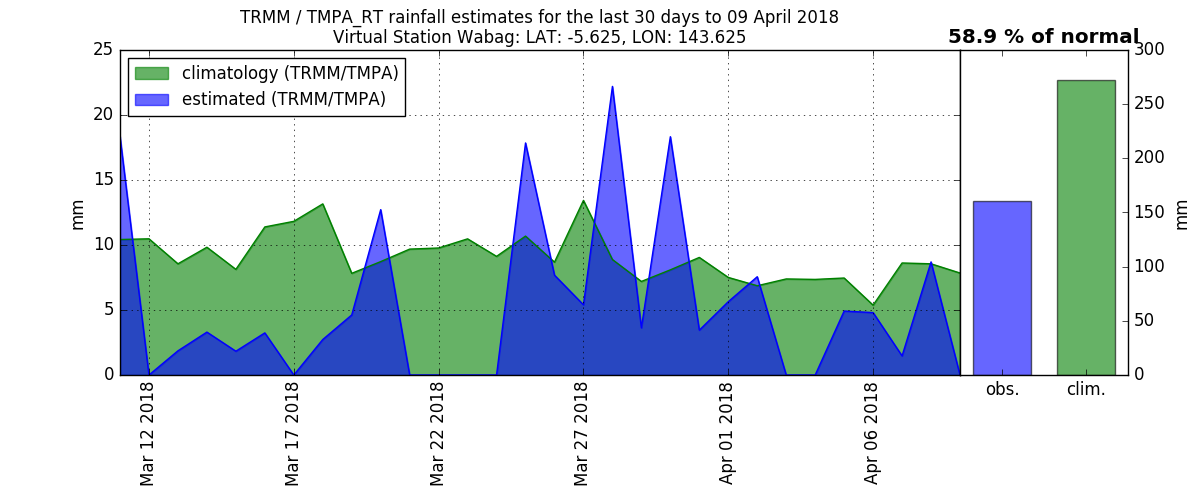 TRMM / TMPA_RT rainfall estimates for the last 30 days to 09 April 2018
Virtual Station Wabag: LAT: -5.625, LON: 143.625
58.9 % of normal
climatology (TRMM/TMPA)
estimated (TRMM/TMPA)
25
20
15
10
5
0
mm
Mar 12 2018
Mar 17 2018
Mar 22 2018
Mar 27 2018
Apr 01 2018
Apr 06 2018
obs.
clim.
300
250
200
150
100
50
0
mm